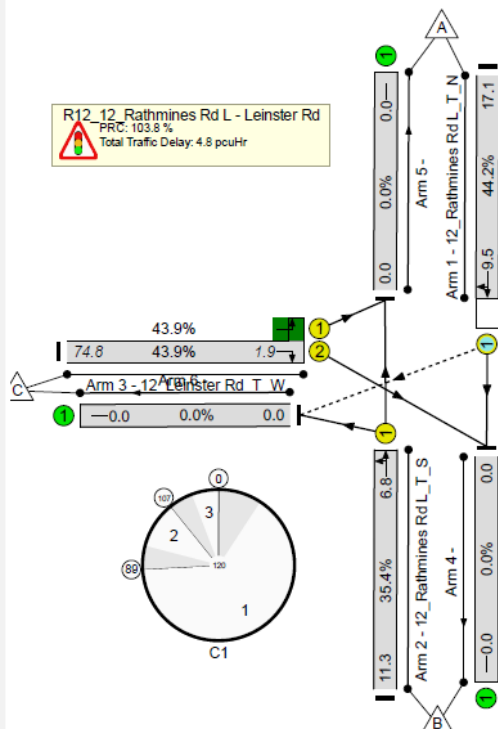 A
R12_12_Rathmines Rd L - Leinster Rd
PRC: 103.8 %
Total Traffic Delay: 4.8 pcuHr
1
0.0
0.0%
0.0
Arm 5 -
Arm 1 - 12_Rathmines Rd L_T_N
17.1
44.2%
9.5
43.9%
1
74.8
43.9%
1.9
2
1
C
Arm 6
Arm 3 - 12_Leinster Rd_T_W
1
0.0
0.0%
0.0
1
0
107
3
2
89
120
1
C1
6.8
35.4%
11.3
Arm 2 - 12_Rathmines Rd L_T_S
Arm 4 -
0.0
0.0%
0.0
1
B